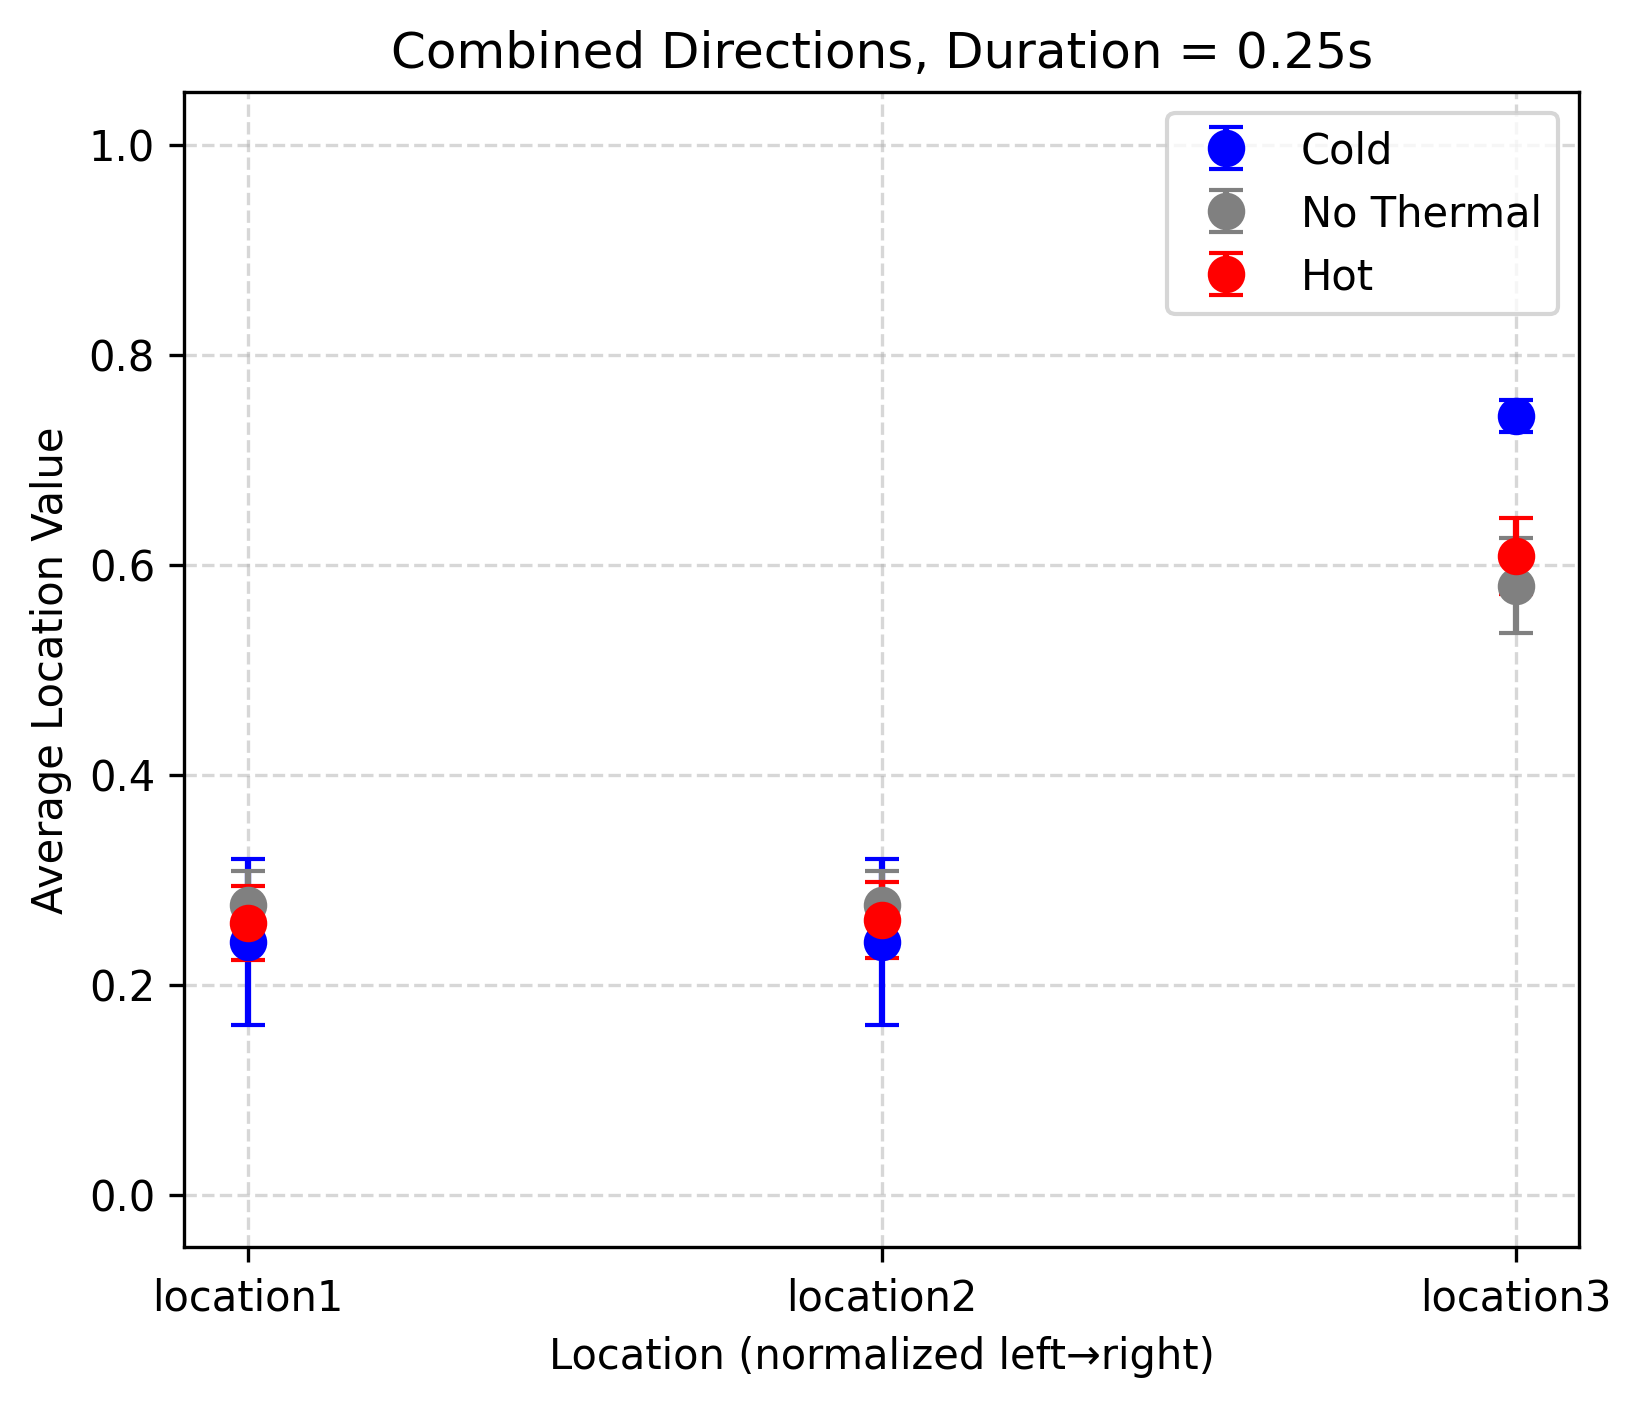 Combined Directions, Duration = 0.25s
Cold
No Thermal
Hot
Average Location Value
1.0
0.8
0.6
0.4
0.2
0.0
location1
location2
location3
Location (normalized left→right)